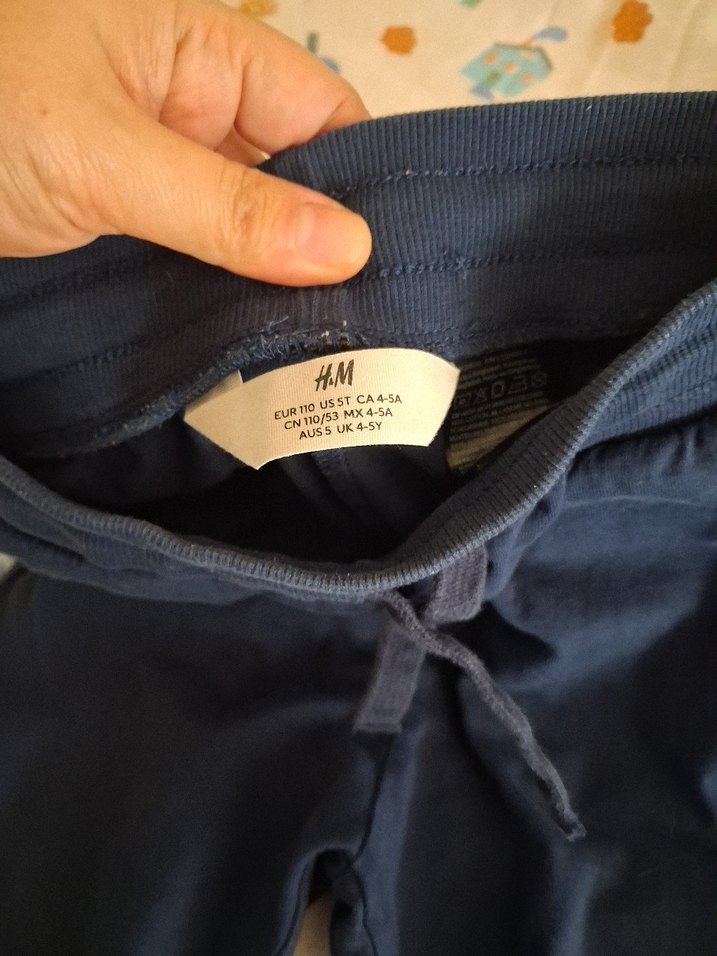 H&M
EUR 110 US 5T CA 4-5A
CN 110/53 MX 4-5A
AUS 5 UK 4-5Y